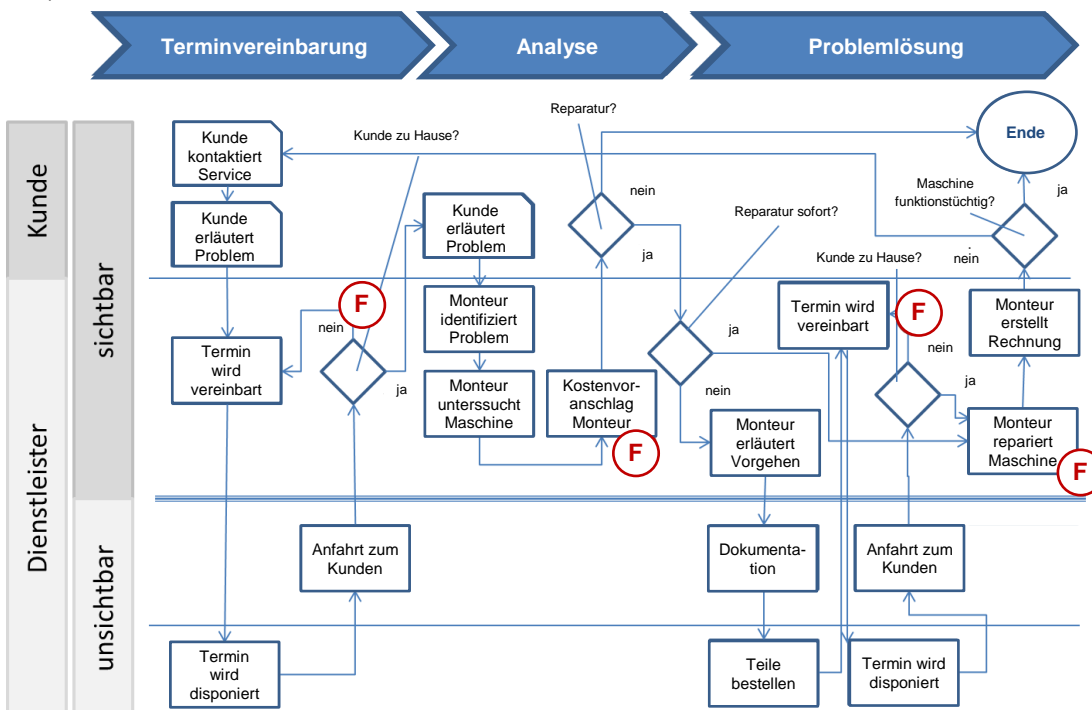 Terminvereinbarung
Analyse
Problemlösung
Kunde
Dienstleister
sichtbar
unsichtbar
Kunde
kontaktiert
Service
Kunde
erläutert
Problem
Kunde zu Hause?
Termin
wird
vereinbart
nein
F
ja
Anfahrt zum
Kunden
Termin
wird
disponiert
Kunde
erläutert
Problem
Monteur
identifiziert
Problem
Monteur
unterssucht
Maschine
Kostenvor-
anschlag
Monteur
F
Reparatur?
nein
ja
Reparatur sofort?
ja
nein
Monteur
erläutert
Vorgehen
Dokumenta-
tion
Teile
bestellen
Termin wird
vereinbart
Termin wird
disponiert
Anfahrt zum
Kunden
Kunde zu Hause?
F
nein
ja
Monteur
repariert
Maschine
F
Monteur
erstellt
Rechnung
Maschine
funktionstüchtig?
nein
ja
Ende